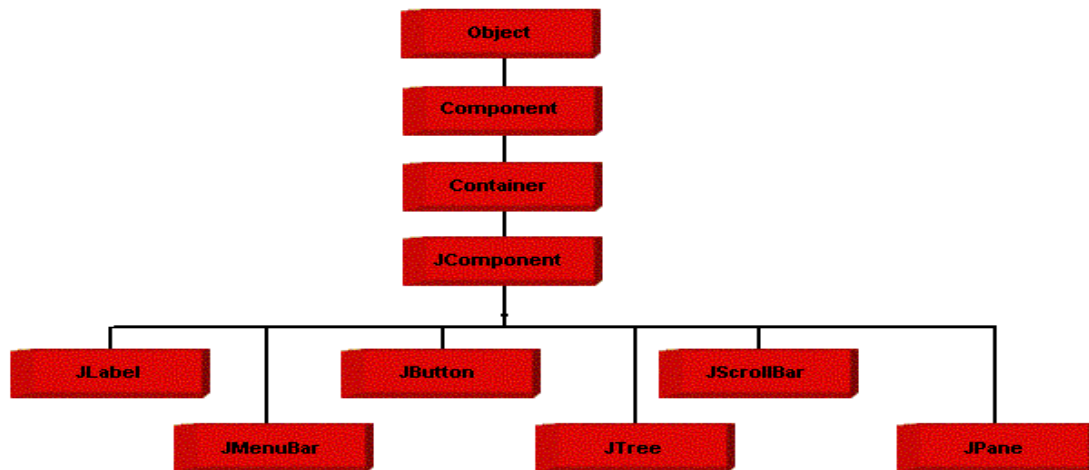 Object
Component
Container
JComponent
JLabel
JButton
JScrollBar
JMenuBar
JTree
JPane